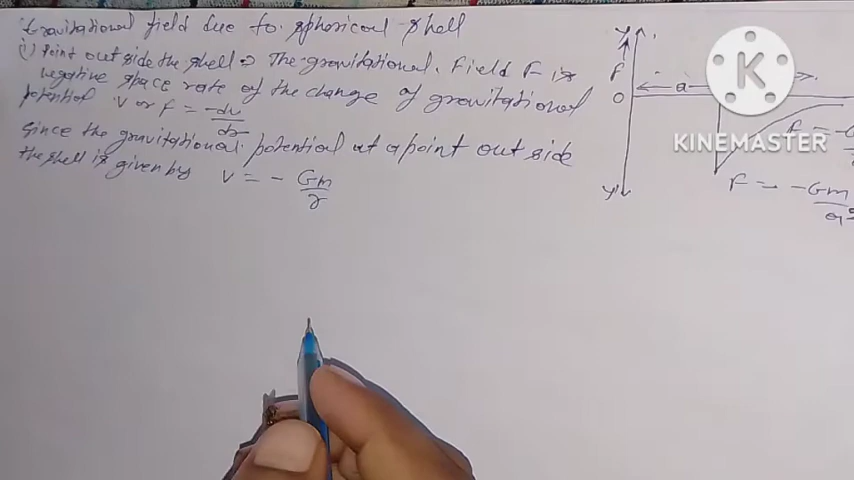 Gravitational field due to spherical shell
(i) Point out side the shell ⇒ The gravitational. Field F is
negative space rate of the change of gravitational
potential V or F = -dv/dr
Since the gravitational potential at a point out side
the shell is given by V = - Gm/r
Y
F
O
a
Y'
F = -G
F = -Gm/a²
K
KINEMASTER